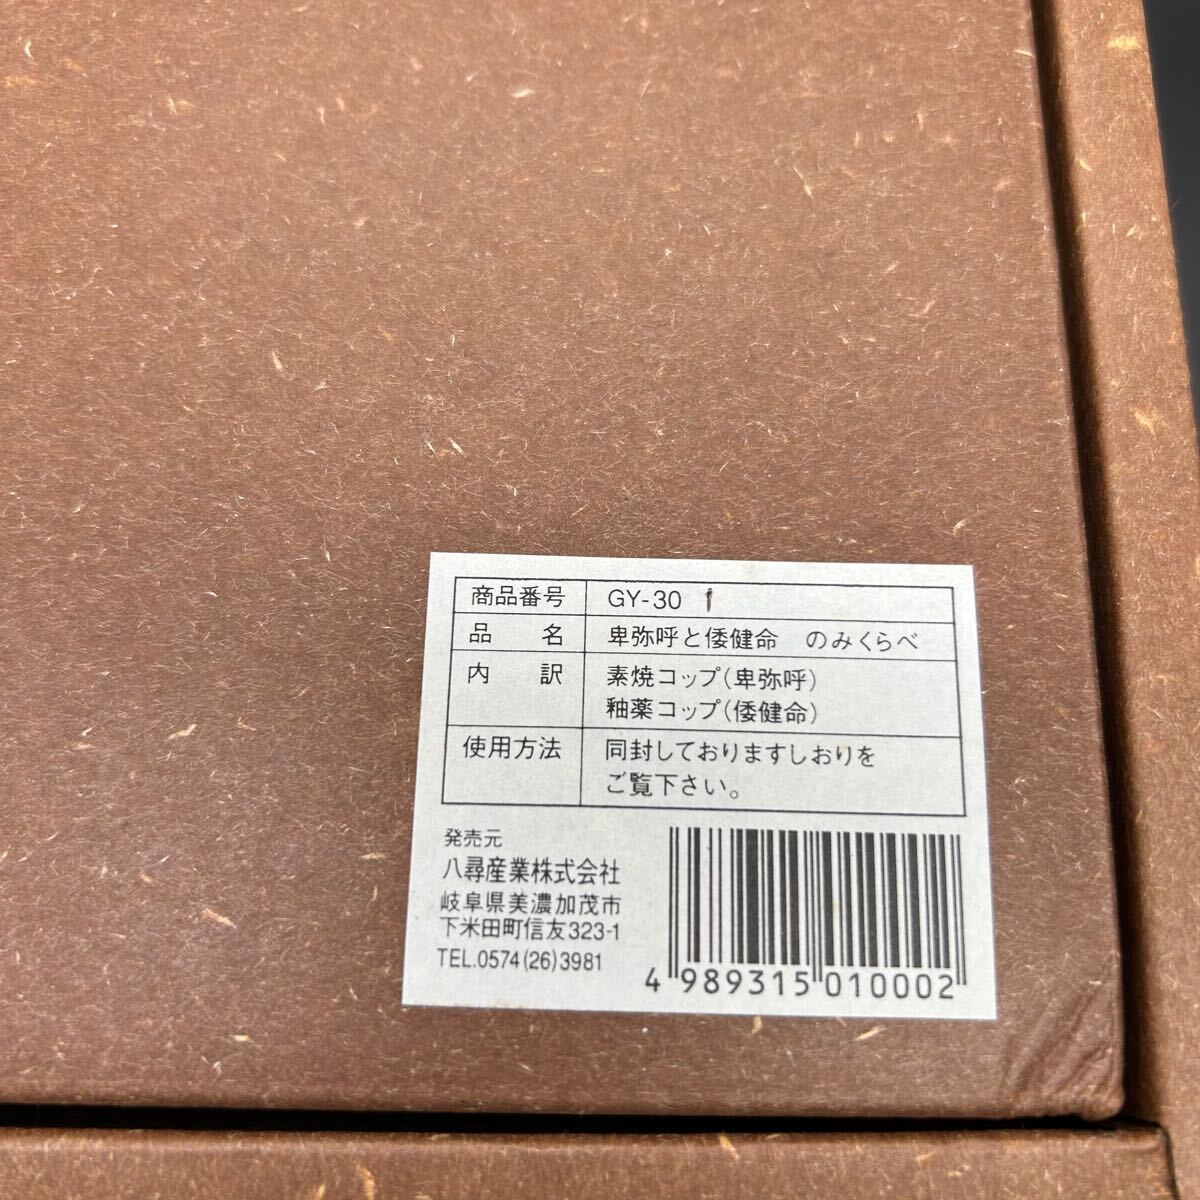 商品番号 GY-30 1
品名 卑弥呼と倭健命 のみくらべ
内訳 素焼コップ(卑弥呼)
釉薬コップ(倭健命)
使用方法 同封しておりますしおりを
ご覧下さい。
発売元
八尋産業株式会社
岐阜県美濃加茂市
下米田町信友323-1
TEL.0574(26)3981
4 989315 010002